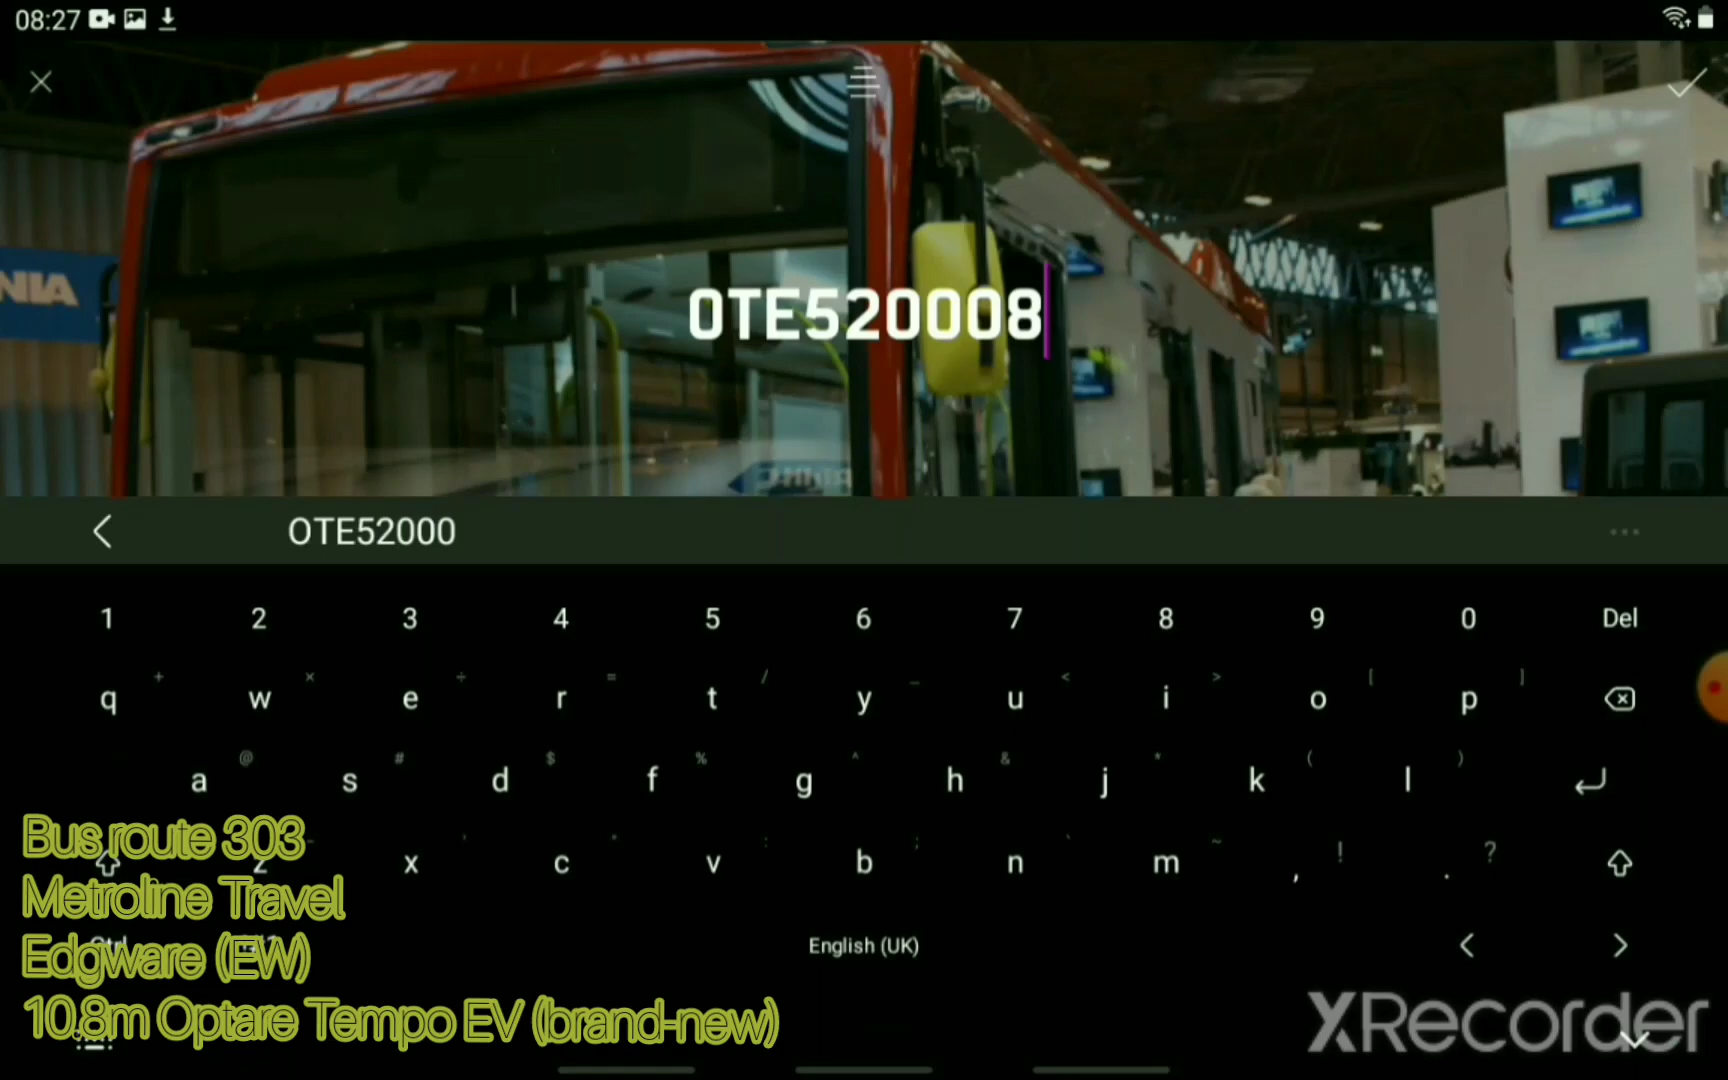 08:27
NIA
OTE520008
OTE52000
1 2 3 4 5 6 7 8 9 0 Del
+ × ÷ = / _ < > [ ]
q w e r t y u i o p
@ # $ % ^ & * ( )
a s d f g h j k l
Bus route 303
z x c v b n m , ! . ?
Metroline Travel
Edgware (EW)
English (UK)
< >
10.8m Optare Tempo EV (brand-new)
XRecorder